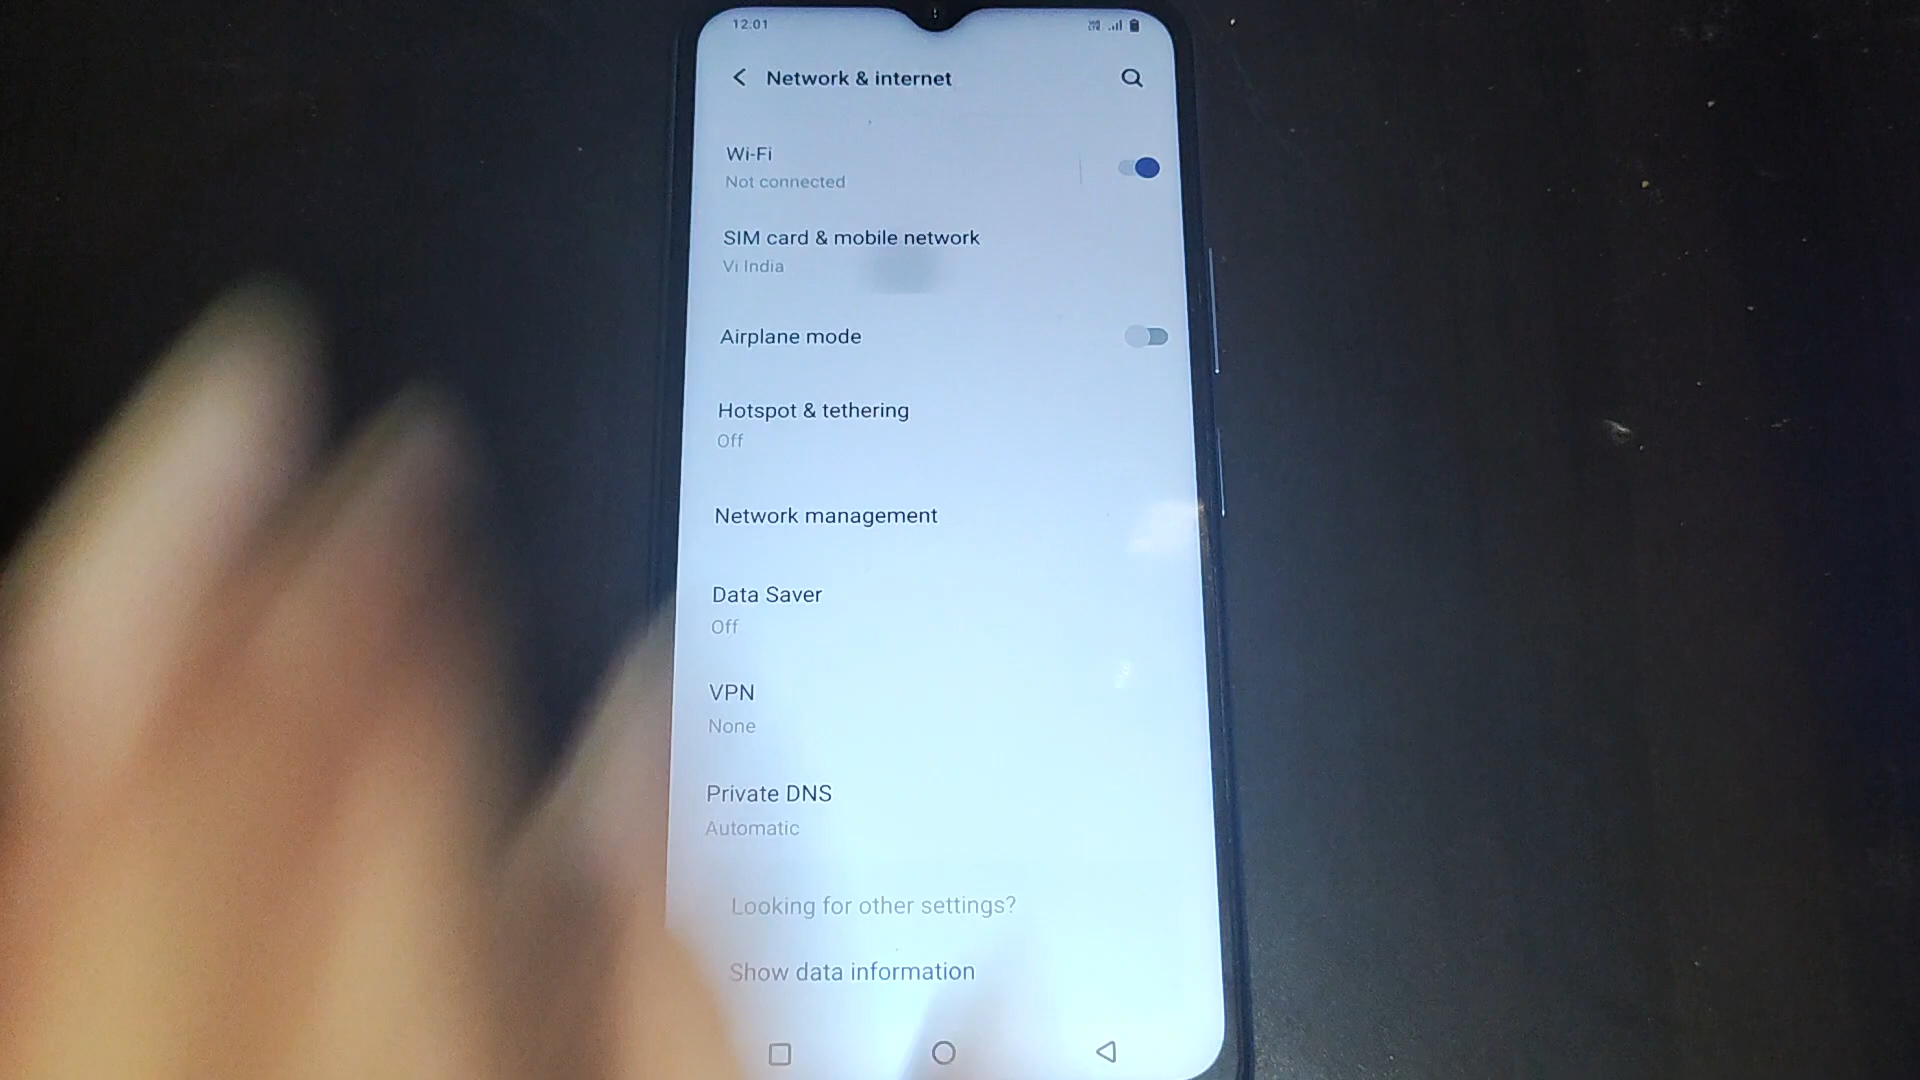 12:01
Network & internet
Wi-Fi
Not connected
SIM card & mobile network
Vi India
Airplane mode
Hotspot & tethering
Off
Network management
Data Saver
Off
VPN
None
Private DNS
Automatic
Looking for other settings?
Show data information